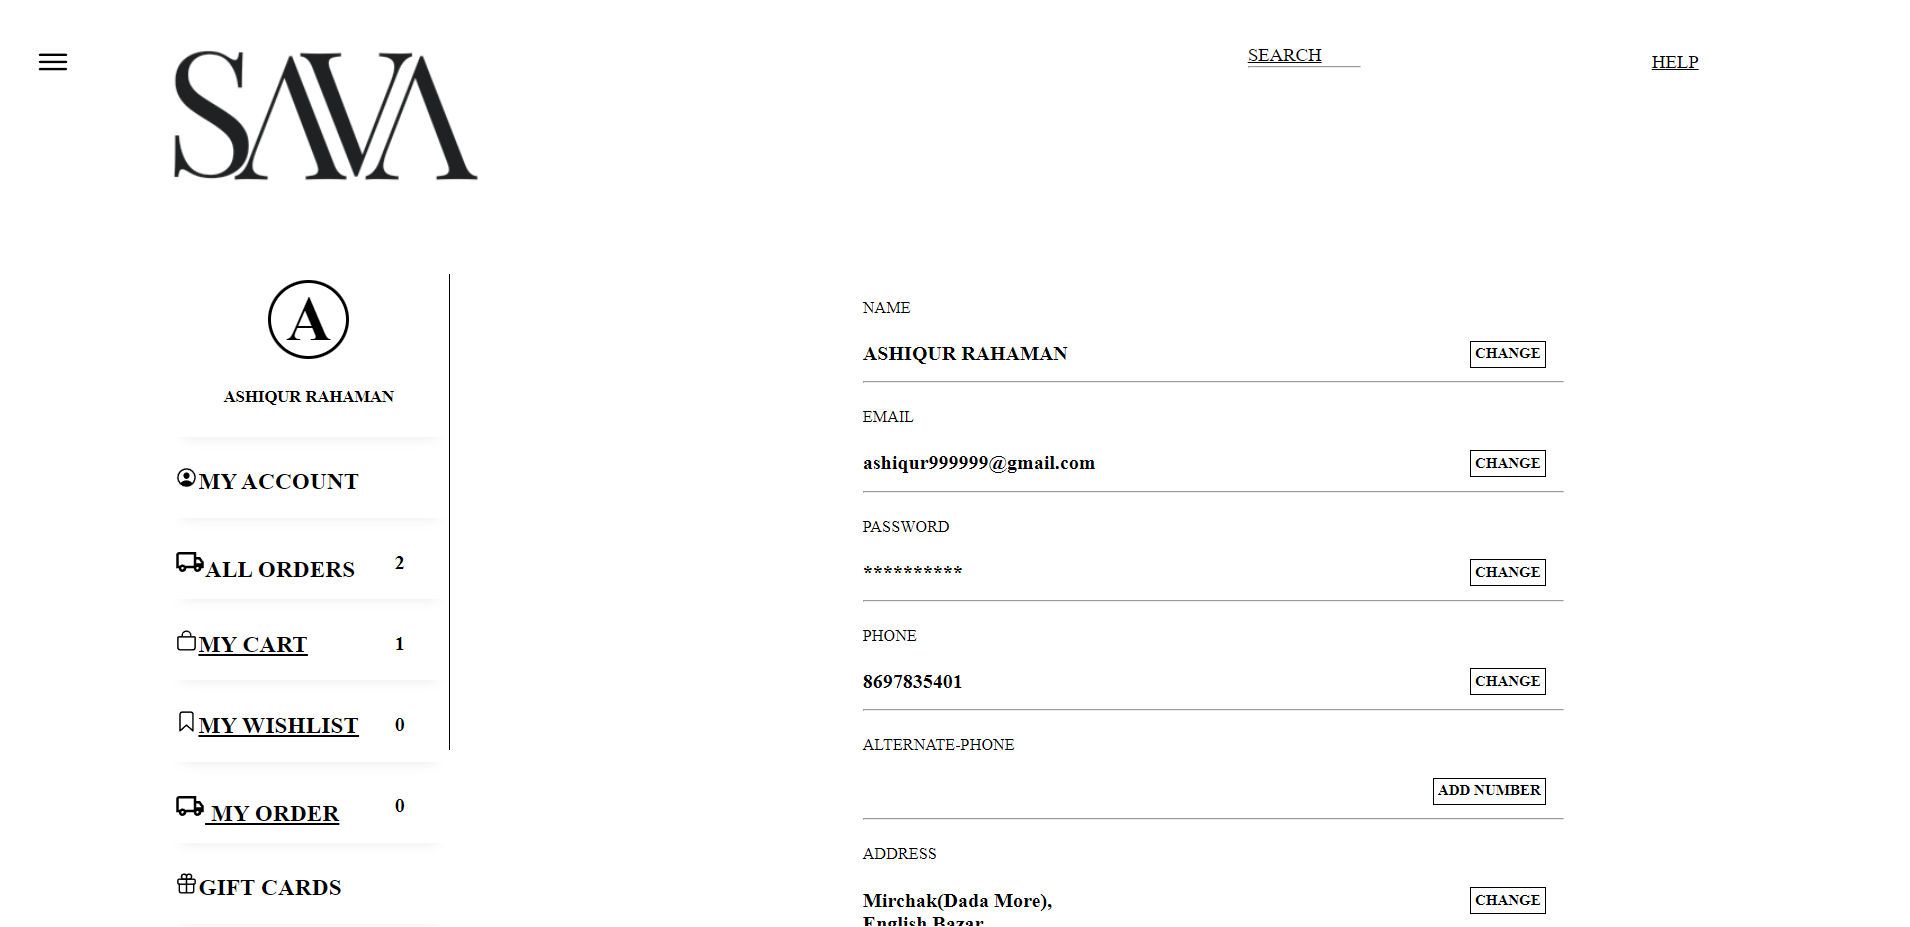 SAVA
SEARCH
HELP
A
ASHIQUR RAHAMAN
MY ACCOUNT
ALL ORDERS 2
MY CART 1
MY WISHLIST 0
MY ORDER 0
GIFT CARDS
NAME
ASHIQUR RAHAMAN CHANGE
EMAIL
ashiqur999999@gmail.com CHANGE
PASSWORD
********** CHANGE
PHONE
8697835401 CHANGE
ALTERNATE-PHONE
ADD NUMBER
ADDRESS
Mirchak(Dada More), CHANGE
English Bazar